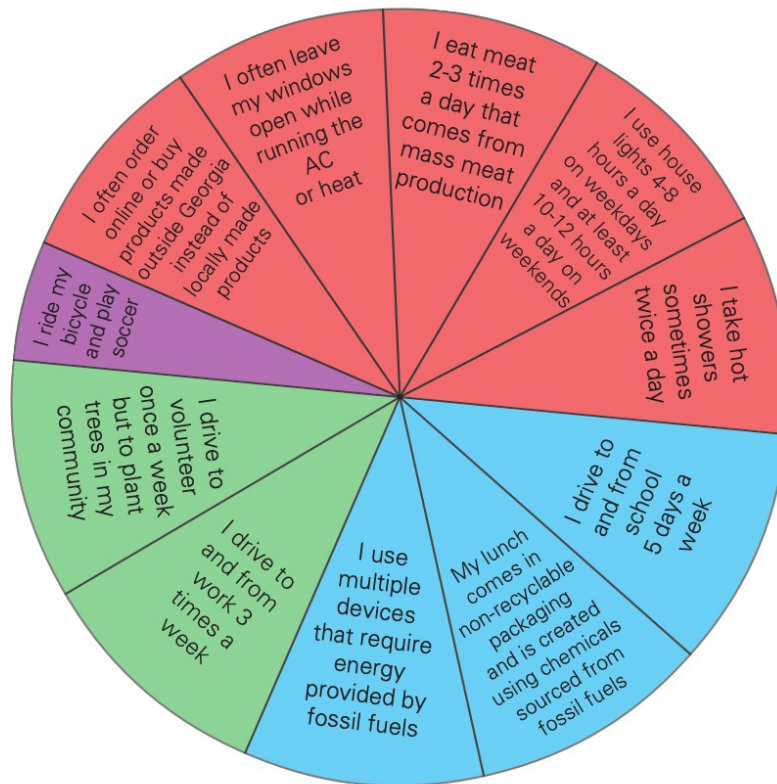 I eat meat
2-3 times
a day that
comes from
mass meat
production
I use house
lights 4-8
hours a day
on weekdays
and at least
10-12 hours
a day on
weekends
I take hot
showers
sometimes
twice a day
I drive to
and from
school
5 days a
week
My lunch
comes in
non-recyclable
packaging
and is created
using chemicals
sourced from
fossil fuels
I use
multiple
devices
that require
energy
provided by
fossil fuels
I drive to
and from
work 3
times a
week
I drive to
volunteer
once a week
but to plant
trees in my
community
I ride my
bicycle
and play
soccer
I often order
online or buy
products made
outside Georgia
instead of
locally made
products
I often leave
my windows
open while
running the
AC
or heat